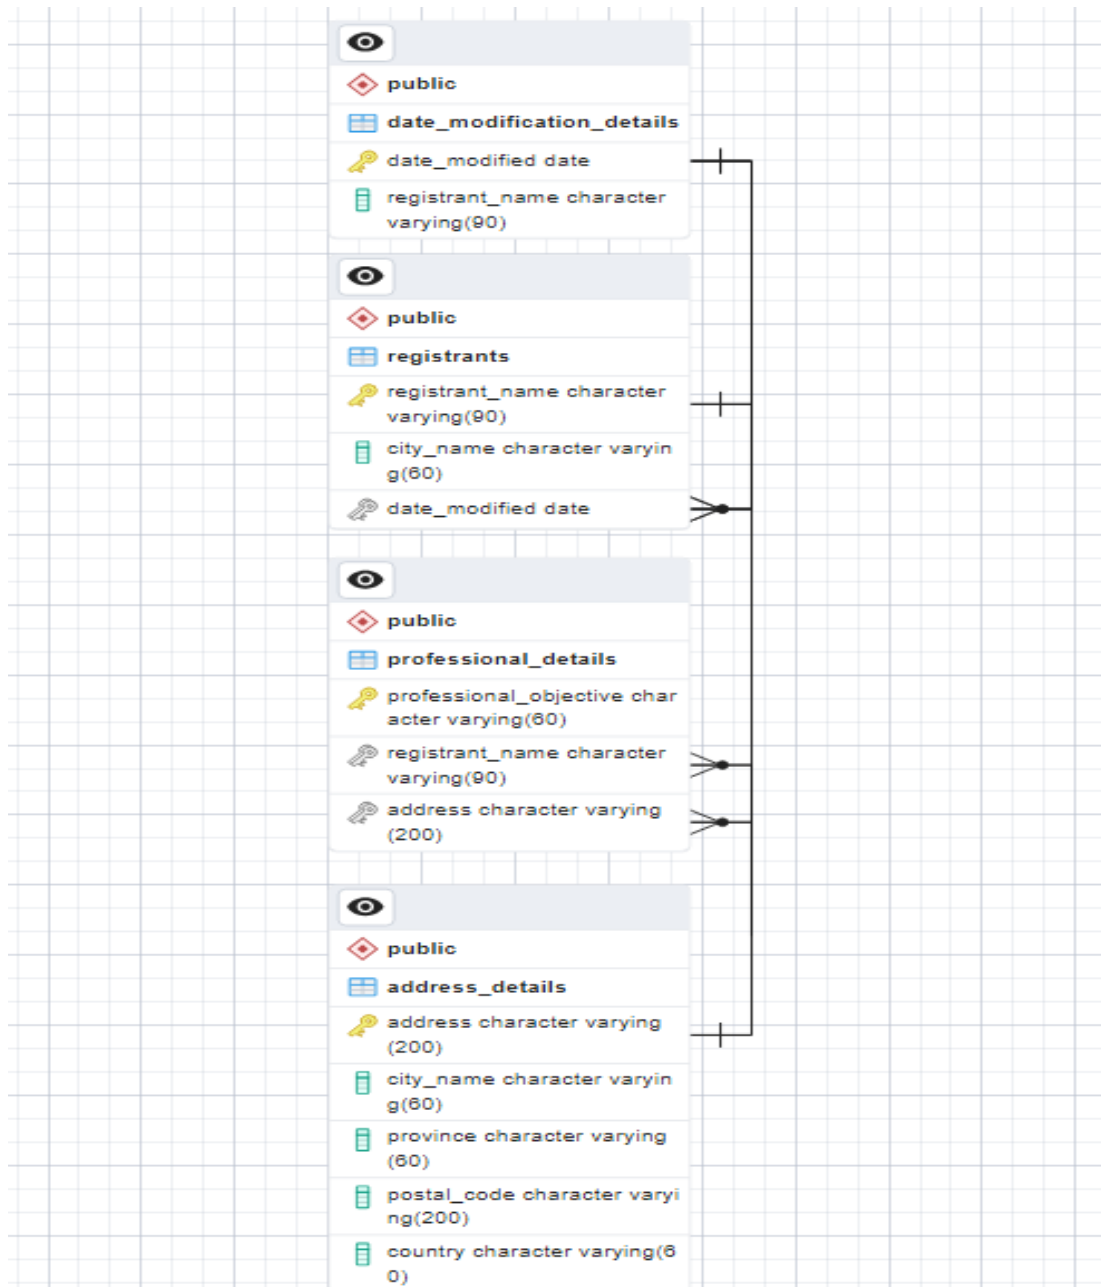 public
date_modification_details
date_modified date
registrant_name character
varying(90)
public
registrants
registrant_name character
varying(90)
city_name character varyin
g(60)
date_modified date
public
professional_details
professional_objective char
acter varying(60)
registrant_name character
varying(90)
address character varying
(200)
public
address_details
address character varying
(200)
city_name character varyin
g(60)
province character varying
(60)
postal_code character varyi
ng(200)
country character varying(6
0)